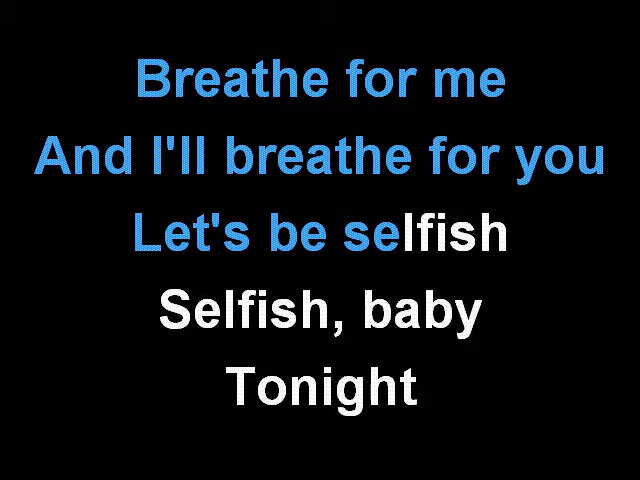 Breathe for me
And I'll breathe for you
Let's be selfish
Selfish, baby
Tonight